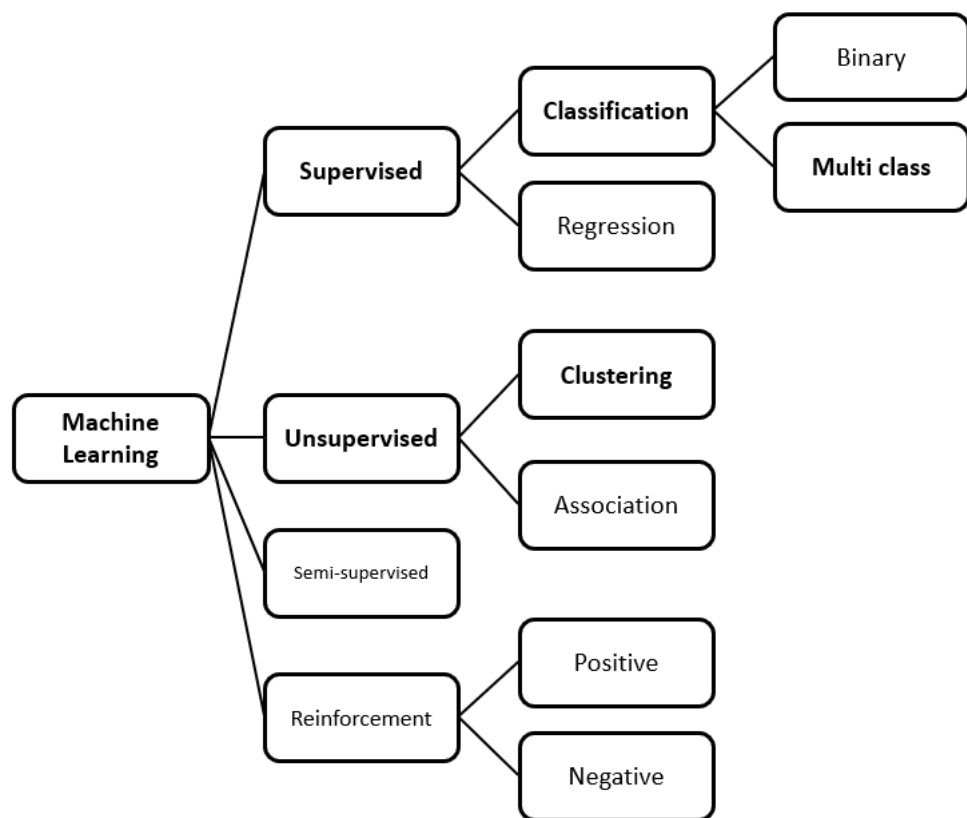 Machine
Learning
Supervised
Classification
Binary
Multi class
Regression
Unsupervised
Clustering
Association
Semi-supervised
Reinforcement
Positive
Negative